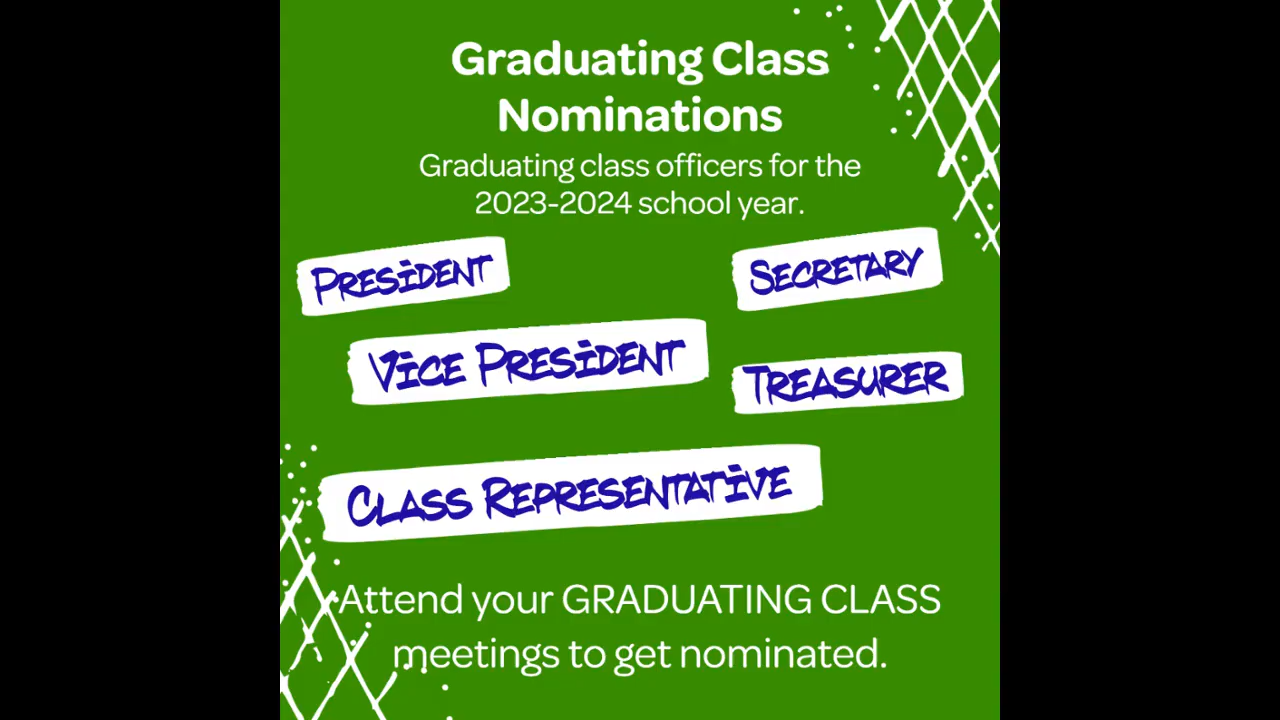 Graduating Class
Nominations
Graduating class officers for the
2023-2024 school year.
PRESIDENT
SECRETARY
VICE PRESIDENT
TREASURER
CLASS REPRESENTATIVE
Attend your GRADUATING CLASS
meetings to get nominated.